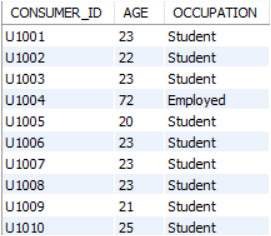 CONSUMER_ID AGE OCCUPATION
U1001 23 Student
U1002 22 Student
U1003 23 Student
U1004 72 Employed
U1005 20 Student
U1006 23 Student
U1007 23 Student
U1008 23 Student
U1009 21 Student
U1010 25 Student